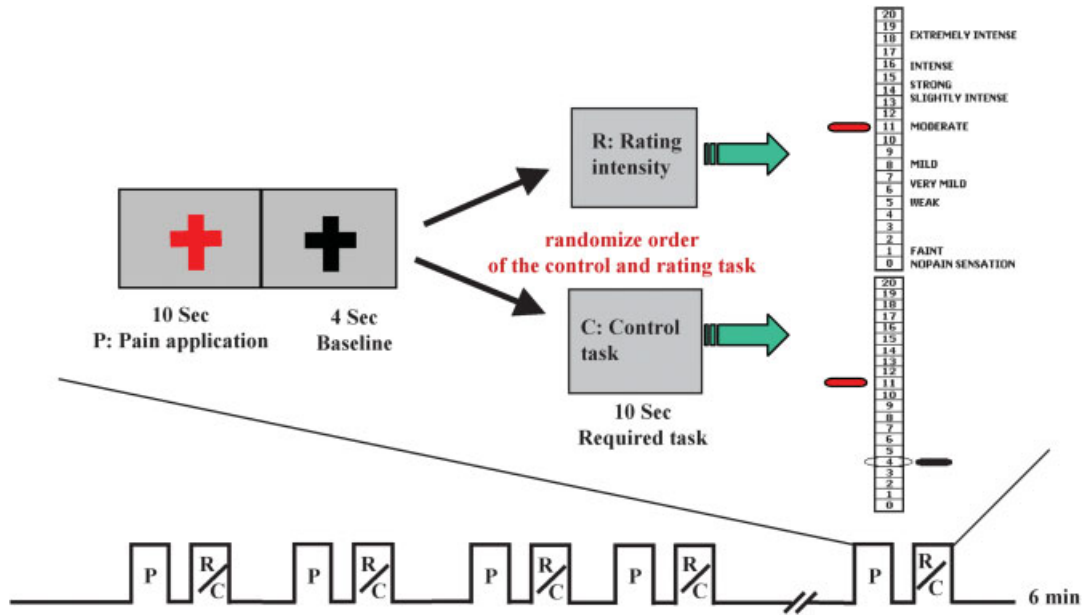 20
19
18 EXTREMELY INTENSE
17
16 INTENSE
15
14 STRONG
13 SLIGHTLY INTENSE
12
11 MODERATE
10
9
8 MILD
7
6 VERY MILD
5 WEAK
4
3
2
1 FAINT
0 NOPAIN SENSATION
R: Rating
intensity
randomize order
of the control and rating task
10 Sec
P: Pain application
4 Sec
Baseline
C: Control
task
10 Sec
Required task
20
19
18
17
16
15
14
13
12
11
10
9
8
7
6
5
4
3
2
1
0
P
R/C
P
R/C
P
R/C
P
R/C
P
R/C
6 min